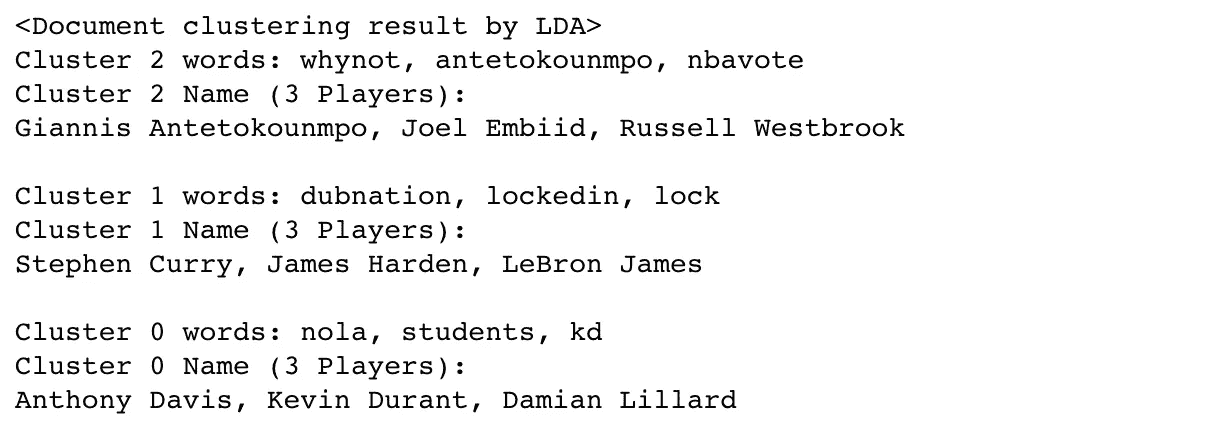 <Document clustering result by LDA>
Cluster 2 words: whynot, antetokounmpo, nbavote
Cluster 2 Name (3 Players):
Giannis Antetokounmpo, Joel Embiid, Russell Westbrook
Cluster 1 words: dubnation, lockedin, lock
Cluster 1 Name (3 Players):
Stephen Curry, James Harden, LeBron James
Cluster 0 words: nola, students, kd
Cluster 0 Name (3 Players):
Anthony Davis, Kevin Durant, Damian Lillard